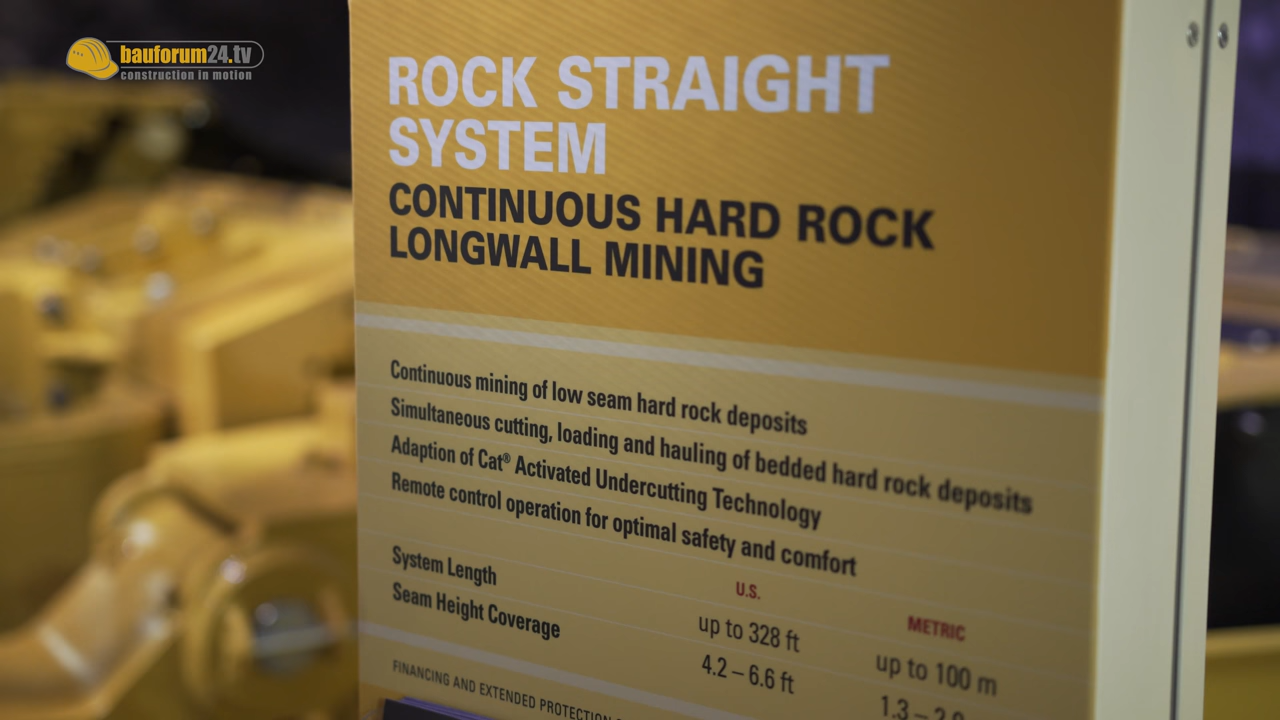 bauforum24.tv
construction in motion
ROCK STRAIGHT
SYSTEM
CONTINUOUS HARD ROCK
LONGWALL MINING
Continuous mining of low seam hard rock deposits
Simultaneous cutting, loading and hauling of bedded hard rock deposits
Adaption of Cat® Activated Undercutting Technology
Remote control operation for optimal safety and comfort
U.S. METRIC
System Length up to 328 ft up to 100 m
Seam Height Coverage 4.2 – 6.6 ft 1.3 –
FINANCING AND EXTENDED PROTECTION